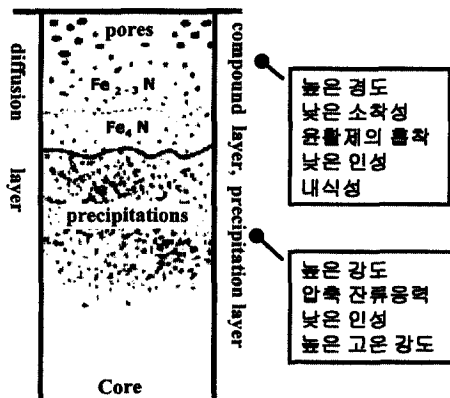 diffusion layer
pores
Fe₂₋₃N
Fe₄N
precipitations
Core
compound layer, precipitation layer
높은 경도
낮은 소착성
윤활제의 흡착
낮은 인성
내식성
높은 강도
압축 잔류응력
낮은 인성
높은 고온 강도